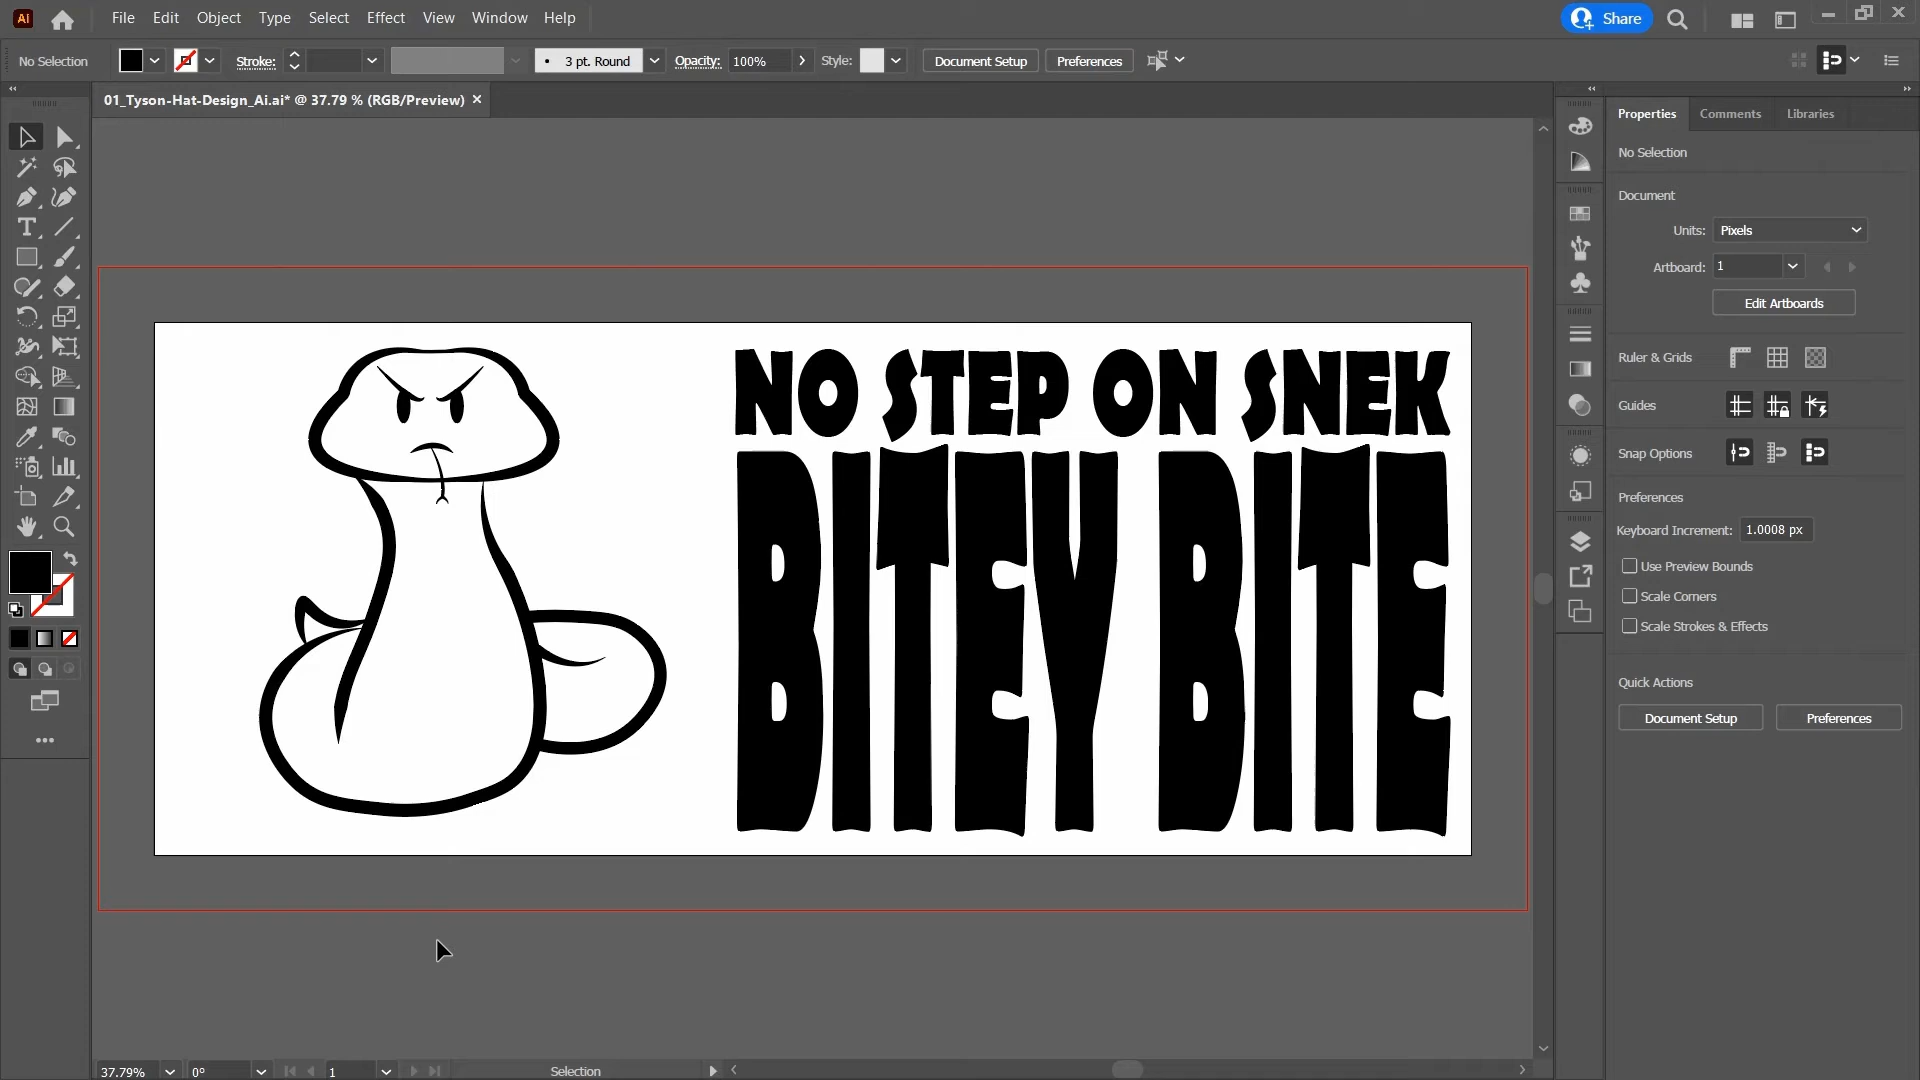 Ai File Edit Object Type Select Effect View Window Help Share
No Selection Stroke: 3 pt. Round Opacity: 100% Style: Document Setup Preferences
01_Tyson-Hat-Design_Ai.ai* @ 37.79 % (RGB/Preview) ×
Properties Comments Libraries
No Selection
Document
Units: Pixels
Artboard: 1
Edit Artboards
Ruler & Grids
Guides
Snap Options
Preferences
Keyboard Increment: 1.0008 px
Use Preview Bounds
Scale Corners
Scale Strokes & Effects
Quick Actions
Document Setup Preferences
NO STEP ON SNEK
BITEY BITE
37.79% 0° 1 Selection